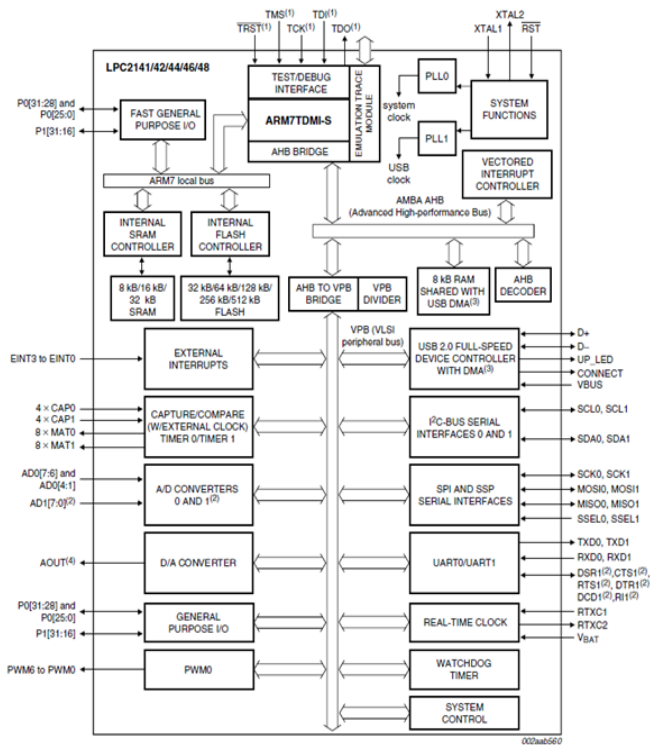 TMS(1) TDI(1)
TRST(1) TCK(1) TDO(1)
XTAL2
XTAL1 RST
LPC2141/42/44/46/48
TEST/DEBUG
INTERFACE
ARM7TDMI-S
AHB BRIDGE
EMULATION TRACE
MODULE
PLL0
system
clock
PLL1
USB
clock
SYSTEM
FUNCTIONS
VECTORED
INTERRUPT
CONTROLLER
P0[31:28] and
P0[25:0]
P1[31:16]
FAST GENERAL
PURPOSE I/O
ARM7 local bus
AMBA AHB
(Advanced High-performance Bus)
INTERNAL
SRAM
CONTROLLER
INTERNAL
FLASH
CONTROLLER
8 kB/16 kB/
32 kB
SRAM
32 kB/64 kB/128 kB/
256 kB/512 kB
FLASH
AHB TO VPB
BRIDGE
VPB
DIVIDER
8 kB RAM
SHARED WITH
USB DMA(3)
AHB
DECODER
VPB (VLSI
peripheral bus)
EINT3 to EINT0
EXTERNAL
INTERRUPTS
USB 2.0 FULL-SPEED
DEVICE CONTROLLER
WITH DMA(3)
D+
D−
UP_LED
CONNECT
VBUS
4 × CAP0
4 × CAP1
8 × MAT0
8 × MAT1
CAPTURE/COMPARE
(W/EXTERNAL CLOCK)
TIMER 0/TIMER 1
I2C-BUS SERIAL
INTERFACES 0 AND 1
SCL0, SCL1
SDA0, SDA1
AD0[7:6] and
AD0[4:1]
AD1[7:0](2)
A/D CONVERTERS
0 AND 1(2)
SPI AND SSP
SERIAL INTERFACES
SCK0, SCK1
MOSI0, MOSI1
MISO0, MISO1
SSEL0, SSEL1
AOUT(4)
D/A CONVERTER
UART0/UART1
TXD0, TXD1
RXD0, RXD1
DSR1(2),CTS1(2),
RTS1(2), DTR1(2)
DCD1(2),RI1(2)
P0[31:28] and
P0[25:0]
P1[31:16]
GENERAL
PURPOSE I/O
REAL-TIME CLOCK
RTXC1
RTXC2
VBAT
PWM6 to PWM0
PWM0
WATCHDOG
TIMER
SYSTEM
CONTROL
002aab560